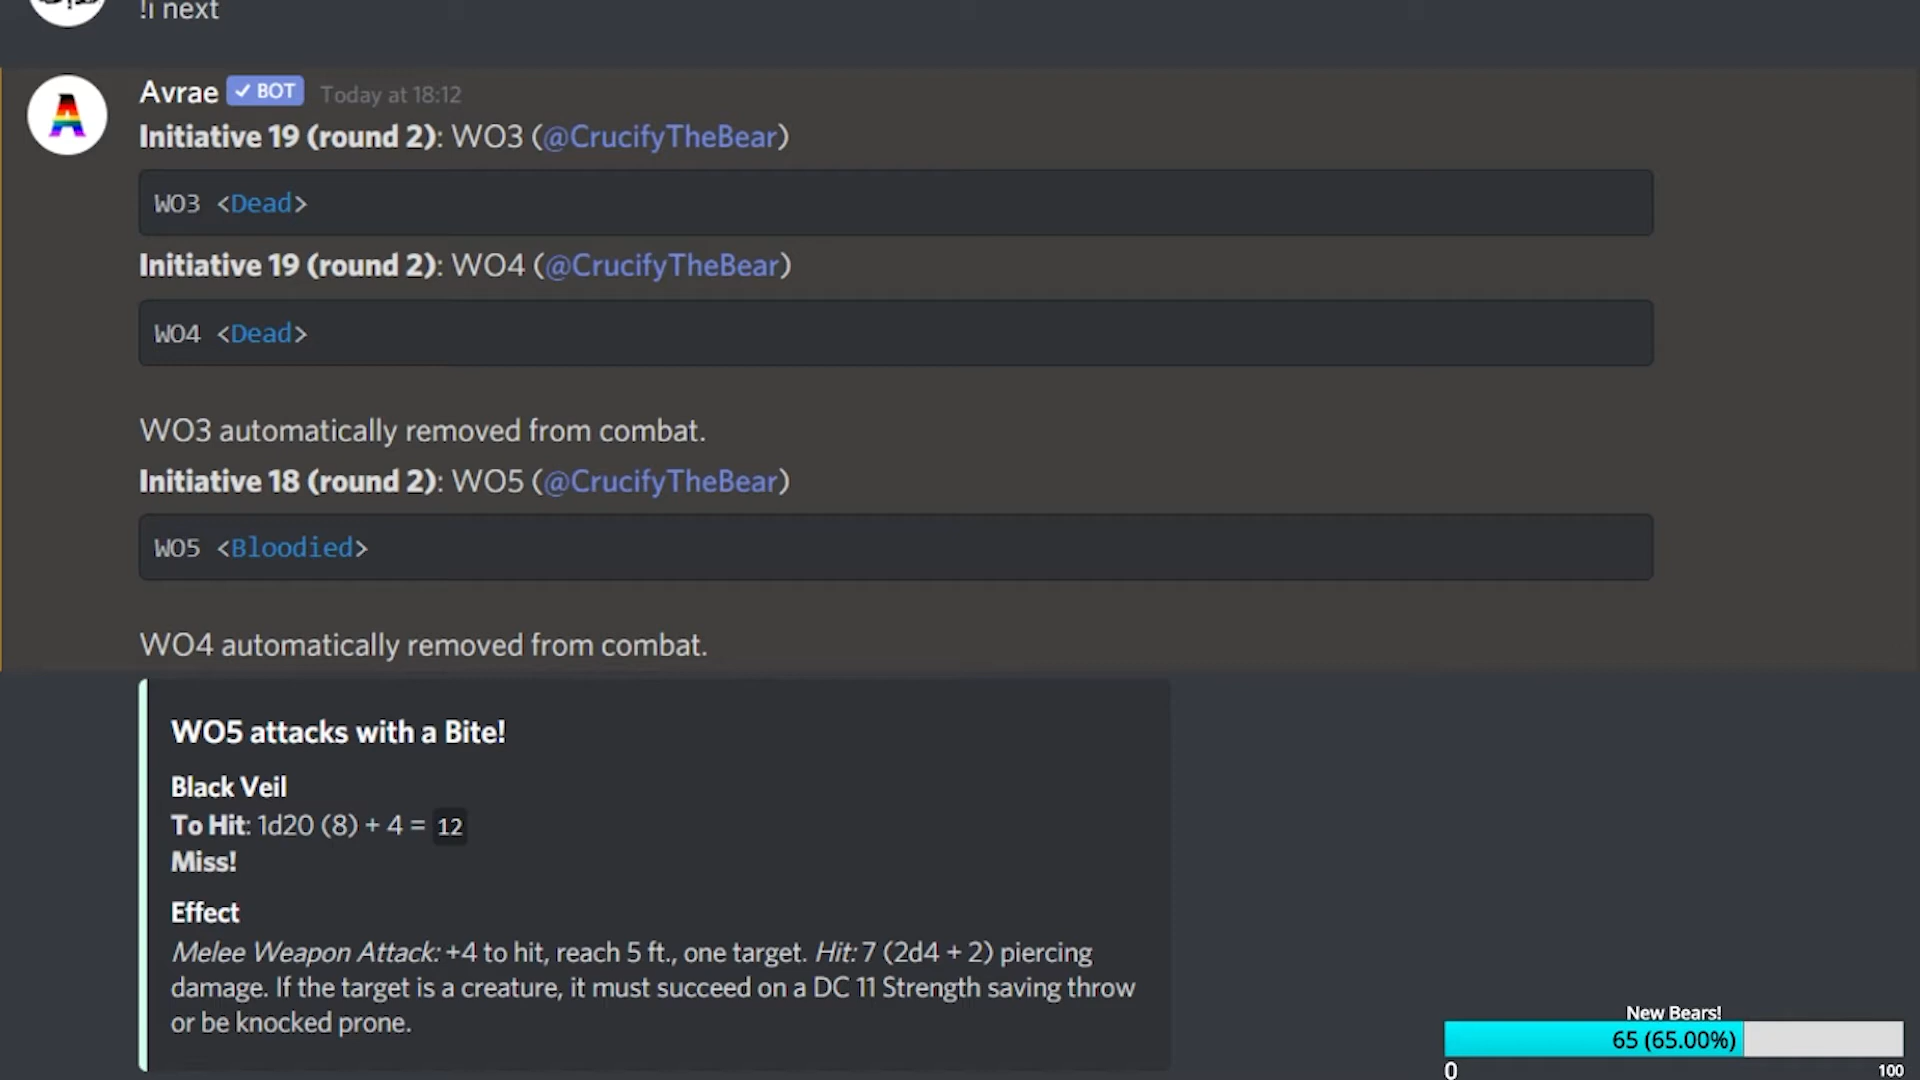 !i next
Avrae ✓ BOT Today at 18:12
Initiative 19 (round 2): WO3 (@CrucifyTheBear)
WO3 <Dead>
Initiative 19 (round 2): WO4 (@CrucifyTheBear)
WO4 <Dead>
WO3 automatically removed from combat.
Initiative 18 (round 2): WO5 (@CrucifyTheBear)
WO5 <Bloodied>
WO4 automatically removed from combat.
WO5 attacks with a Bite!
Black Veil
To Hit: 1d20 (8) + 4 = 12
Miss!
Effect
Melee Weapon Attack: +4 to hit, reach 5 ft., one target. Hit: 7 (2d4 + 2) piercing
damage. If the target is a creature, it must succeed on a DC 11 Strength saving throw
or be knocked prone.
New Bears!
65 (65.00%)
0 100